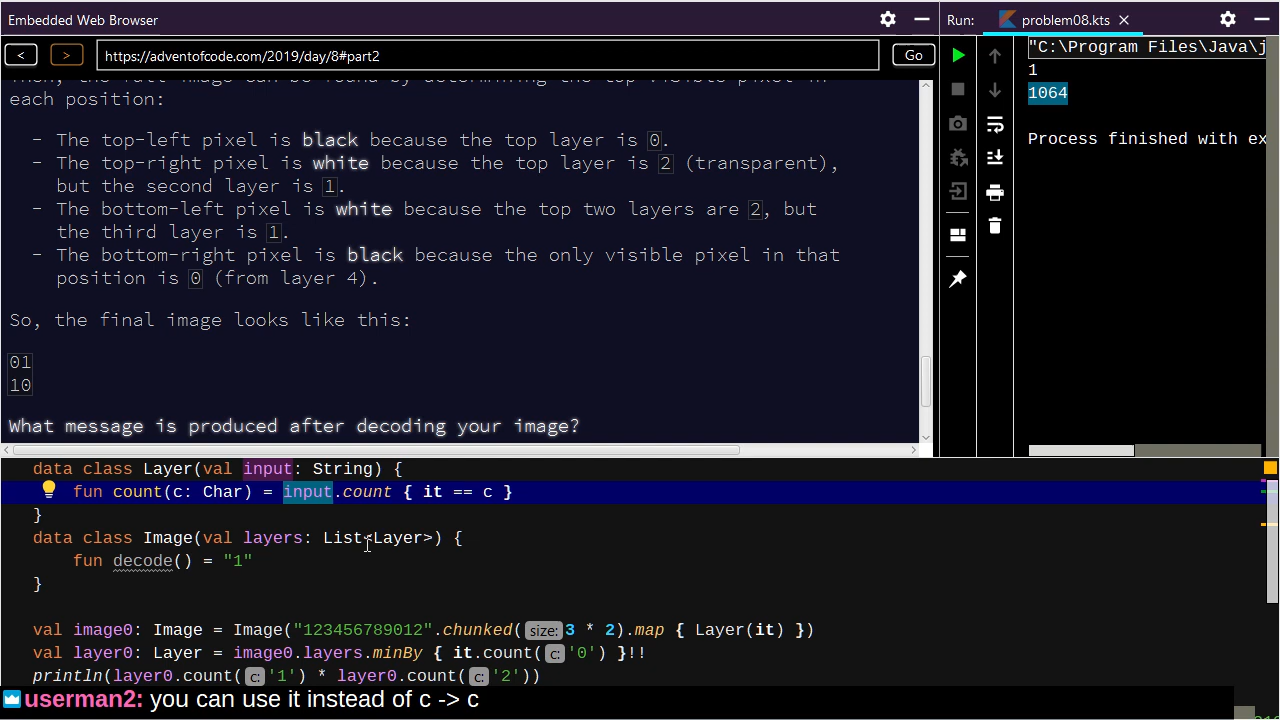 Embedded Web Browser
Run: problem08.kts
< > https://adventofcode.com/2019/day/8#part2 Go
each position:
- The top-left pixel is black because the top layer is 0.
- The top-right pixel is white because the top layer is 2 (transparent),
but the second layer is 1.
- The bottom-left pixel is white because the top two layers are 2, but
the third layer is 1.
- The bottom-right pixel is black because the only visible pixel in that
position is 0 (from layer 4).
So, the final image looks like this:
01
10
What message is produced after decoding your image?
"C:\Program Files\Java\j
1
1064
Process finished with ex
data class Layer(val input: String) {
fun count(c: Char) = input.count { it == c }
}
data class Image(val layers: List<Layer>) {
fun decode() = "1"
}
val image0: Image = Image("123456789012".chunked( size: 3 * 2).map { Layer(it) })
val layer0: Layer = image0.layers.minBy { it.count( c: '0') }!!
println(layer0.count( c: '1') * layer0.count( c: '2'))
userman2: you can use it instead of c -> c